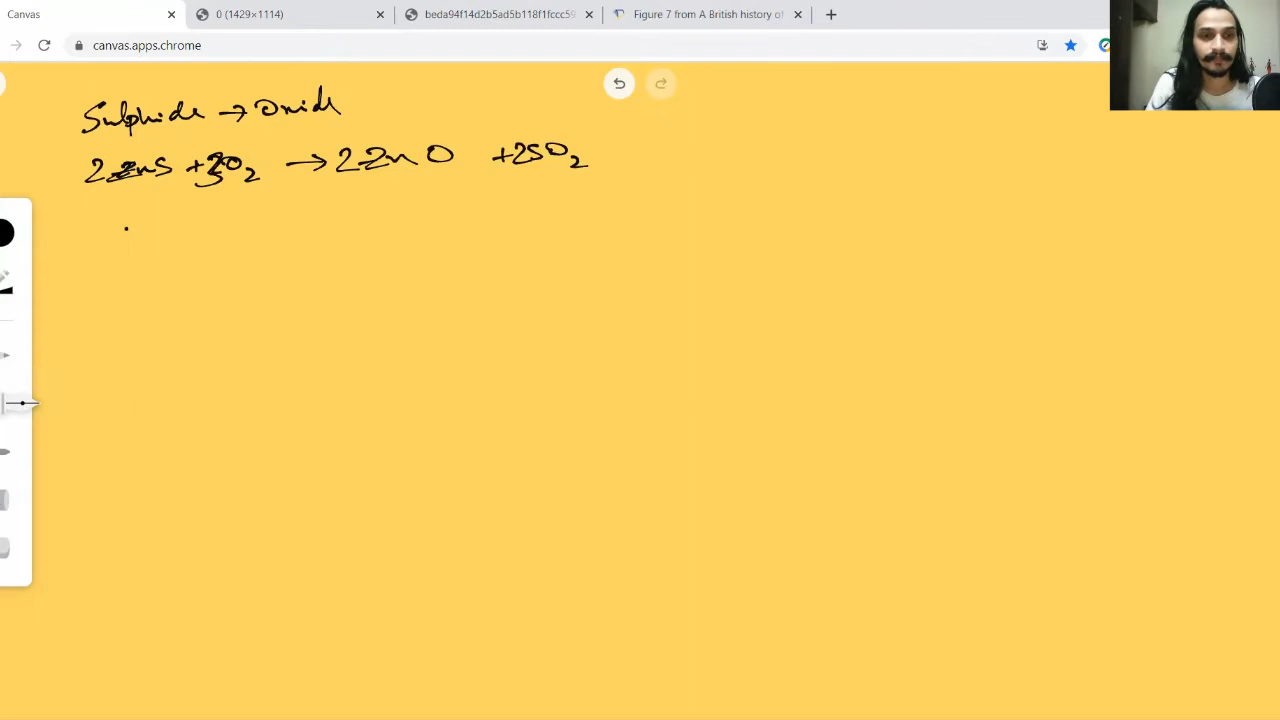 Canvas
0 (1429×1114)
beda94f14d2b5ad5b118f1fccc59
Figure 7 from A British history of
canvas.apps.chrome
Sulphide → Oxide
2ZnS + 3O₂ → 2ZnO + 2SO₂